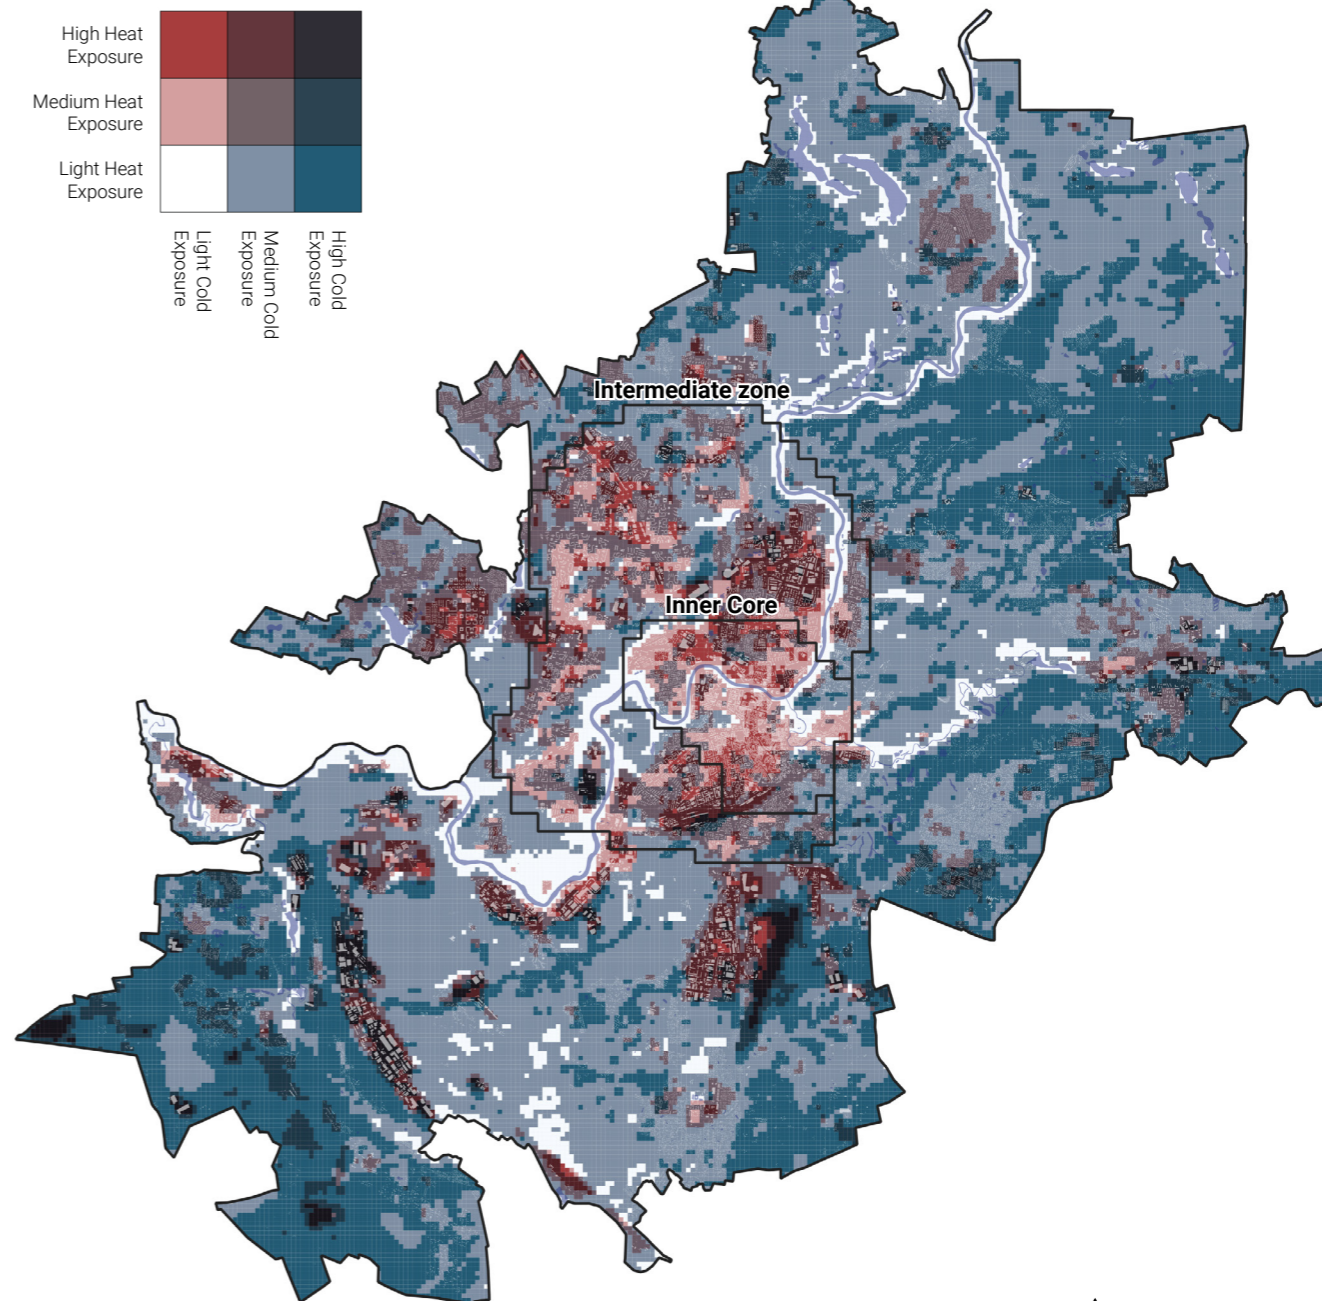 High Heat
Exposure
Medium Heat
Exposure
Light Heat
Exposure
Light Cold
Exposure
Medium Cold
Exposure
High Cold
Exposure
Intermediate zone
Inner Core